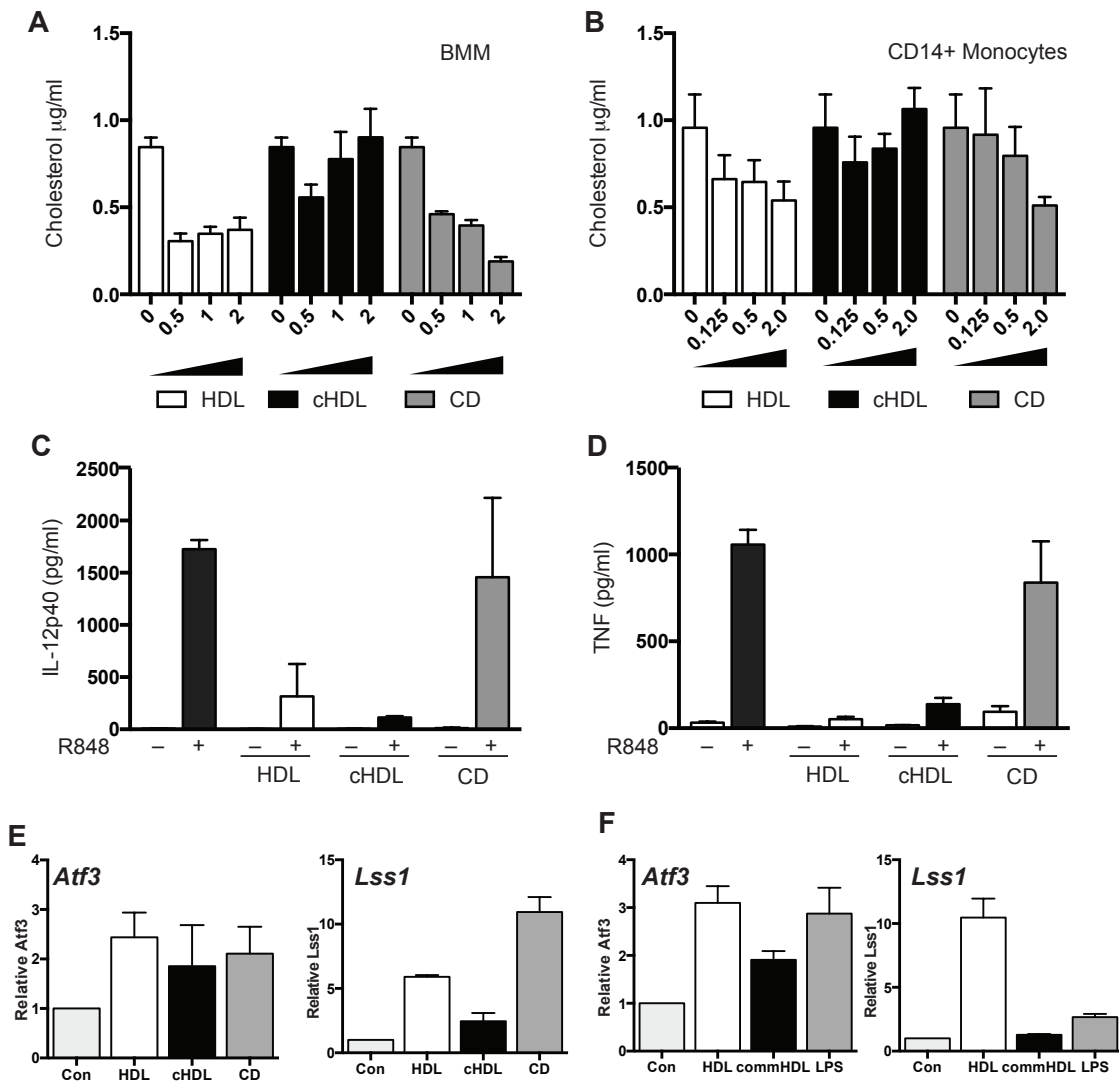 A
BMM
Cholesterol µg/ml
1.5
1.0
0.5
0.0
0 0.5 1 2 0 0.5 1 2 0 0.5 1 2
HDL cHDL CD
B
CD14+ Monocytes
Cholesterol µg/ml
1.5
1.0
0.5
0.0
0 0.125 0.5 2.0 0 0.125 0.5 2.0 0 0.125 0.5 2.0
HDL cHDL CD
C
IL-12p40 (pg/ml)
2500
2000
1500
1000
500
0
R848 – + – + – + – +
HDL cHDL CD
D
TNF (pg/ml)
1500
1000
500
0
R848 – + – + – + – +
HDL cHDL CD
E
Atf3
Relative Atf3
4
3
2
1
0
Con HDL cHDL CD
Lss1
Relative Lss1
15
10
5
0
Con HDL cHDL CD
F
Atf3
Relative Atf3
4
3
2
1
0
Con HDL commHDL LPS
Lss1
Relative Lss1
15
10
5
0
Con HDL commHDL LPS